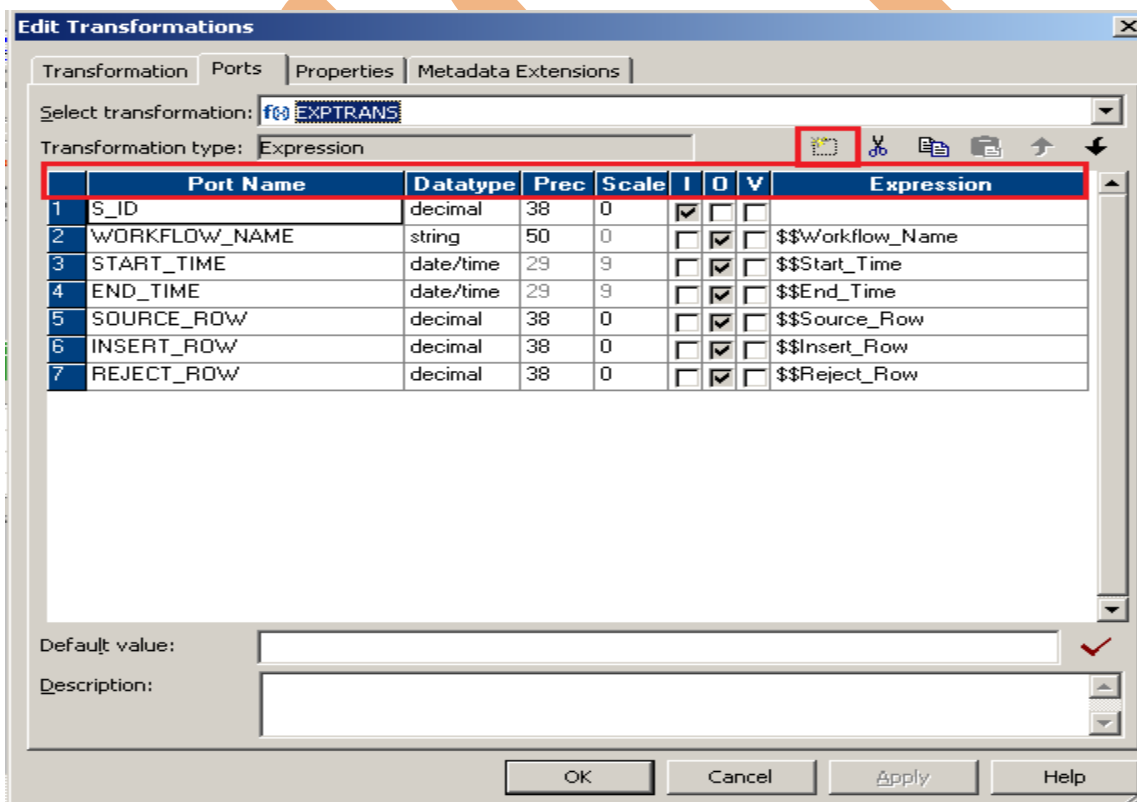 Edit Transformations
Transformation Ports Properties Metadata Extensions
Select transformation: f(x) EXPTRANS
Transformation type: Expression
Port Name Datatype Prec Scale I O V Expression
1 S_ID decimal 38 0
2 WORKFLOW_NAME string 50 0 $$Workflow_Name
3 START_TIME date/time 29 9 $$Start_Time
4 END_TIME date/time 29 9 $$End_Time
5 SOURCE_ROW decimal 38 0 $$Source_Row
6 INSERT_ROW decimal 38 0 $$Insert_Row
7 REJECT_ROW decimal 38 0 $$Reject_Row
Default value:
Description:
OK Cancel Apply Help